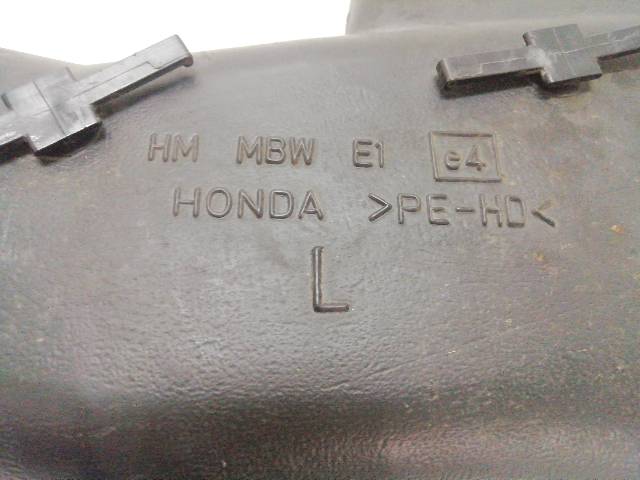 HM MBW E1 e4
HONDA >PE-HD<
L